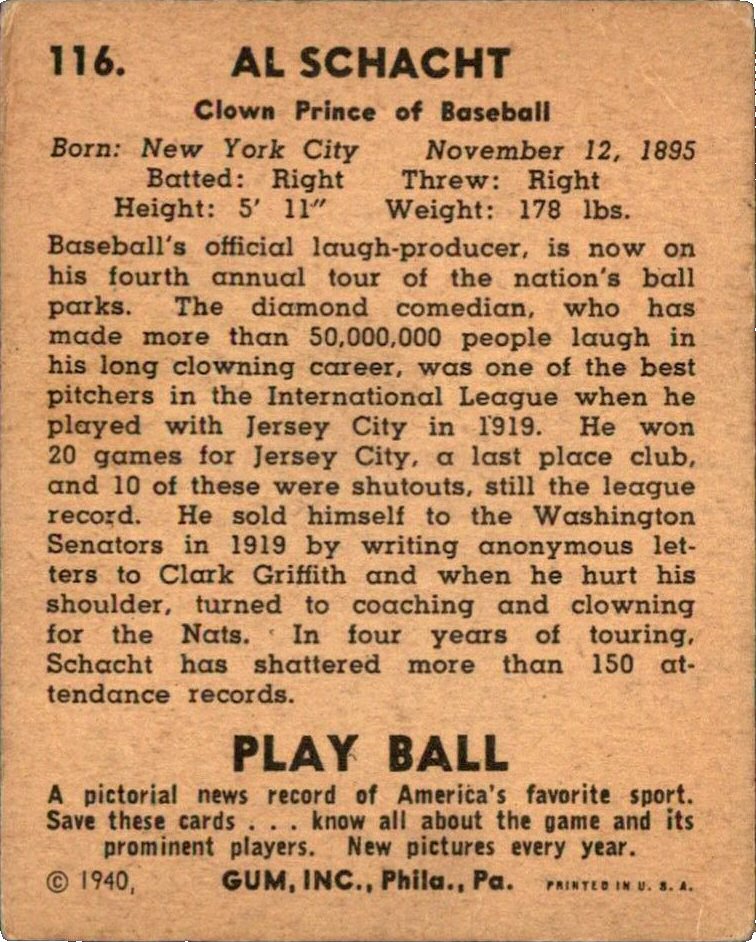 116. AL SCHACHT
Clown Prince of Baseball
Born: New York City November 12, 1895
Batted: Right Threw: Right
Height: 5' 11" Weight: 178 lbs.
Baseball's official laugh-producer, is now on
his fourth annual tour of the nation's ball
parks. The diamond comedian, who has
made more than 50,000,000 people laugh in
his long clowning career, was one of the best
pitchers in the International League when he
played with Jersey City in 1919. He won
20 games for Jersey City, a last place club,
and 10 of these were shutouts, still the league
record. He sold himself to the Washington
Senators in 1919 by writing anonymous let-
ters to Clark Griffith and when he hurt his
shoulder, turned to coaching and clowning
for the Nats. In four years of touring,
Schacht has shattered more than 150 at-
tendance records.
PLAY BALL
A pictorial news record of America's favorite sport.
Save these cards . . . know all about the game and its
prominent players. New pictures every year.
© 1940, GUM, INC., Phila., Pa. PRINTED IN U. S. A.